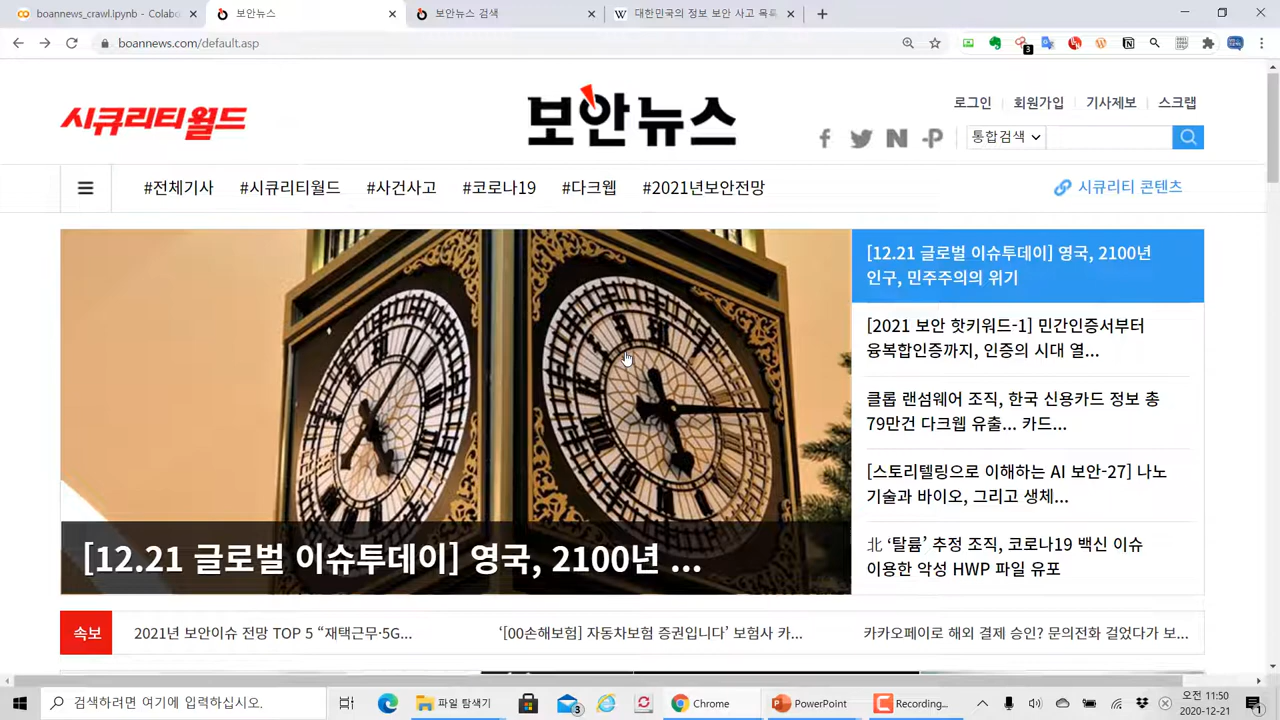 boannews_crawl.ipynb - Colab
보안뉴스
보안뉴스 검색
대한민국의 정보 보안 사고 목록
boannews.com/default.asp
3
시큐리티월드
보안뉴스
로그인
회원가입
기사제보
스크랩
통합검색
#전체기사
#시큐리티월드
#사건사고
#코로나19
#다크웹
#2021년보안전망
시큐리티 콘텐츠
[12.21 글로벌 이슈투데이] 영국, 2100년 ...
[12.21 글로벌 이슈투데이] 영국, 2100년
인구, 민주주의의 위기
[2021 보안 핫키워드-1] 민간인증서부터
융복합인증까지, 인증의 시대 열...
클롭 랜섬웨어 조직, 한국 신용카드 정보 총
79만건 다크웹 유출... 카드...
[스토리텔링으로 이해하는 AI 보안-27] 나노
기술과 바이오, 그리고 생체...
北 ‘탈륨’ 추정 조직, 코로나19 백신 이슈
이용한 악성 HWP 파일 유포
속보
2021년 보안이슈 전망 TOP 5 “재택근무·5G...
‘[00손해보험] 자동차보험 증권입니다’ 보험사 카...
카카오페이로 해외 결제 승인? 문의전화 걸었다가 보...
검색하려면 여기에 입력하십시오.
파일 탐색기
3
Chrome
PowerPoint
Recording...
오전 11:50
2020-12-21
1